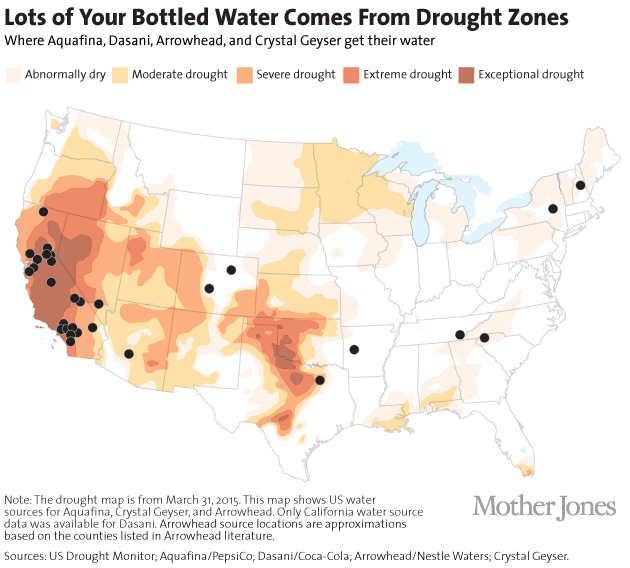 Lots of Your Bottled Water Comes From Drought Zones
Where Aquafina, Dasani, Arrowhead, and Crystal Geyser get their water
Abnormally dry Moderate drought Severe drought Extreme drought Exceptional drought
Note: The drought map is from March 31, 2015. This map shows US water
sources for Aquafina, Crystal Geyser, and Arrowhead. Only California water source
data was available for Dasani. Arrowhead source locations are approximations
based on the counties listed in Arrowhead literature.
Mother Jones
Sources: US Drought Monitor; Aquafina/PepsiCo; Dasani/Coca-Cola; Arrowhead/Nestle Waters; Crystal Geyser.